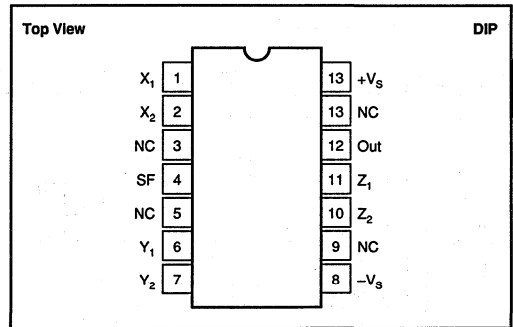 Top View DIP
X₁ 1 13 +Vₛ
X₂ 2 13 NC
NC 3 12 Out
SF 4 11 Z₁
NC 5 10 Z₂
Y₁ 6 9 NC
Y₂ 7 8 –Vₛ